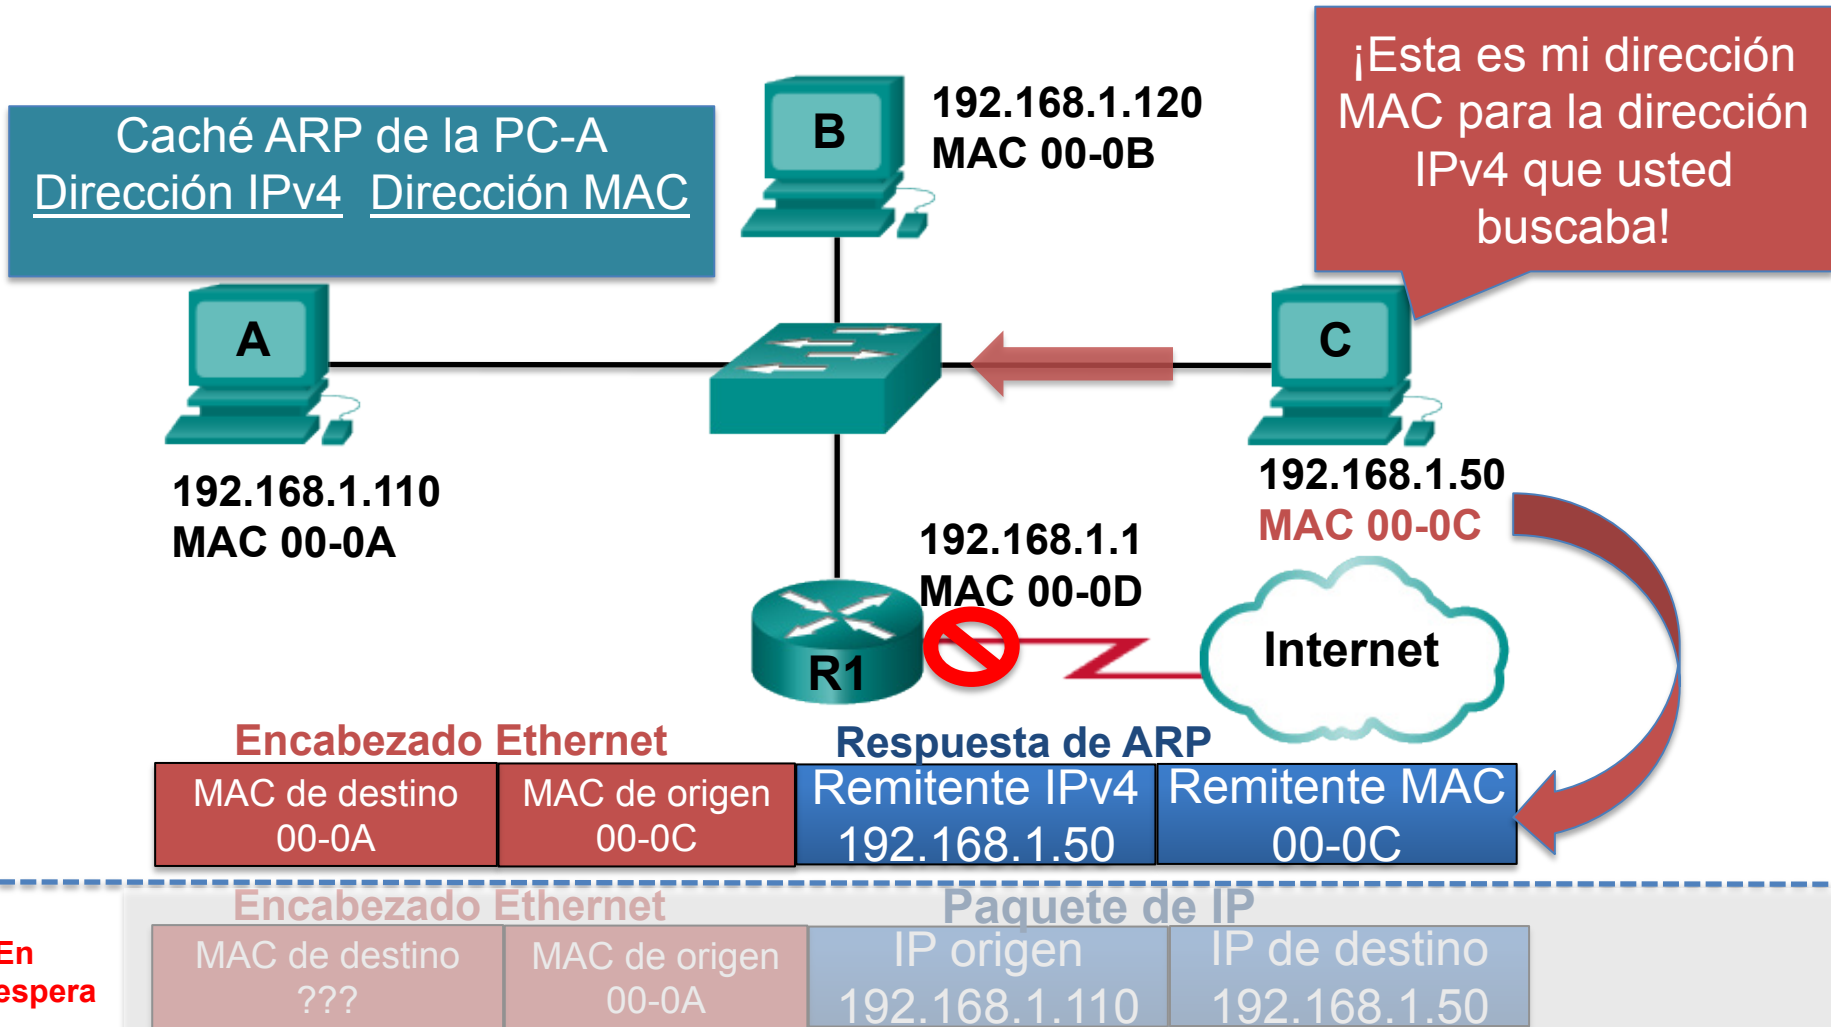 Caché ARP de la PC-A
Dirección IPv4 Dirección MAC
B
192.168.1.120
MAC 00-0B
¡Esta es mi dirección
MAC para la dirección
IPv4 que usted
buscaba!
A
192.168.1.110
MAC 00-0A
C
192.168.1.50
MAC 00-0C
192.168.1.1
MAC 00-0D
R1
Internet
Encabezado Ethernet
Respuesta de ARP
MAC de destino
00-0A
MAC de origen
00-0C
Remitente IPv4
192.168.1.50
Remitente MAC
00-0C
En
espera
Encabezado Ethernet
Paquete de IP
MAC de destino
???
MAC de origen
00-0A
IP origen
192.168.1.110
IP de destino
192.168.1.50